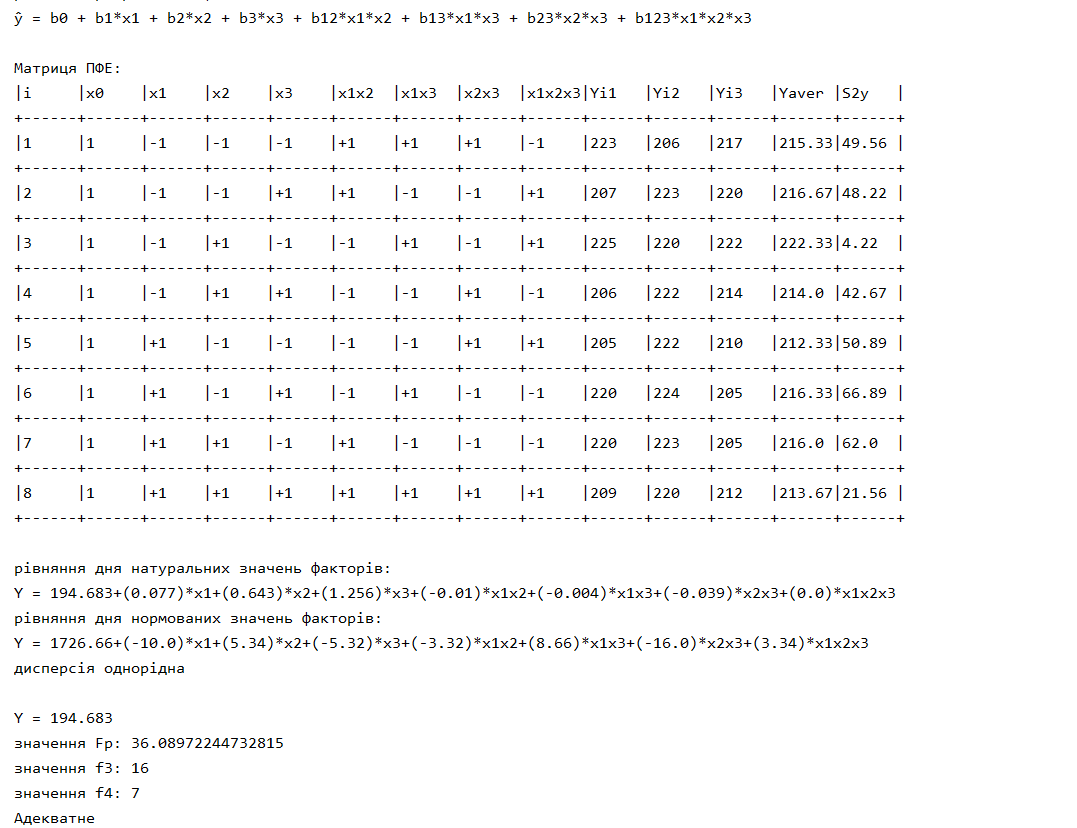 ŷ = b0 + b1*x1 + b2*x2 + b3*x3 + b12*x1*x2 + b13*x1*x3 + b23*x2*x3 + b123*x1*x2*x3
Матриця ПФЕ:
|i      |x0     |x1     |x2     |x3     |x1x2  |x1x3  |x2x3  |x1x2x3|Yi1   |Yi2   |Yi3   |Yaver |S2y   |
+------+------+------+------+------+------+------+------+------+------+------+------+------+------+
|1      |1      |-1     |-1     |-1     |+1     |+1     |+1     |-1     |223   |206   |217   |215.33|49.56 |
+------+------+------+------+------+------+------+------+------+------+------+------+------+------+
|2      |1      |-1     |-1     |+1     |+1     |-1     |-1     |+1     |207   |223   |220   |216.67|48.22 |
+------+------+------+------+------+------+------+------+------+------+------+------+------+------+
|3      |1      |-1     |+1     |-1     |-1     |+1     |-1     |+1     |225   |220   |222   |222.33|4.22  |
+------+------+------+------+------+------+------+------+------+------+------+------+------+------+
|4      |1      |-1     |+1     |+1     |-1     |-1     |+1     |-1     |206   |222   |214   |214.0 |42.67 |
+------+------+------+------+------+------+------+------+------+------+------+------+------+------+
|5      |1      |+1     |-1     |-1     |-1     |-1     |+1     |+1     |205   |222   |210   |212.33|50.89 |
+------+------+------+------+------+------+------+------+------+------+------+------+------+------+
|6      |1      |+1     |-1     |+1     |-1     |+1     |-1     |-1     |220   |224   |205   |216.33|66.89 |
+------+------+------+------+------+------+------+------+------+------+------+------+------+------+
|7      |1      |+1     |+1     |-1     |+1     |-1     |-1     |-1     |220   |223   |205   |216.0 |62.0  |
+------+------+------+------+------+------+------+------+------+------+------+------+------+------+
|8      |1      |+1     |+1     |+1     |+1     |+1     |+1     |+1     |209   |220   |212   |213.67|21.56 |
+------+------+------+------+------+------+------+------+------+------+------+------+------+------+
рівняння дня натуральних значень факторів:
Y = 194.683+(0.077)*x1+(0.643)*x2+(1.256)*x3+(-0.01)*x1x2+(-0.004)*x1x3+(-0.039)*x2x3+(0.0)*x1x2x3
рівняння дня нормованих значень факторів:
Y = 1726.66+(-10.0)*x1+(5.34)*x2+(-5.32)*x3+(-3.32)*x1x2+(8.66)*x1x3+(-16.0)*x2x3+(3.34)*x1x2x3
дисперсія однорідна
Y = 194.683
значення Fp: 36.08972244732815
значення f3: 16
значення f4: 7
Адекватне